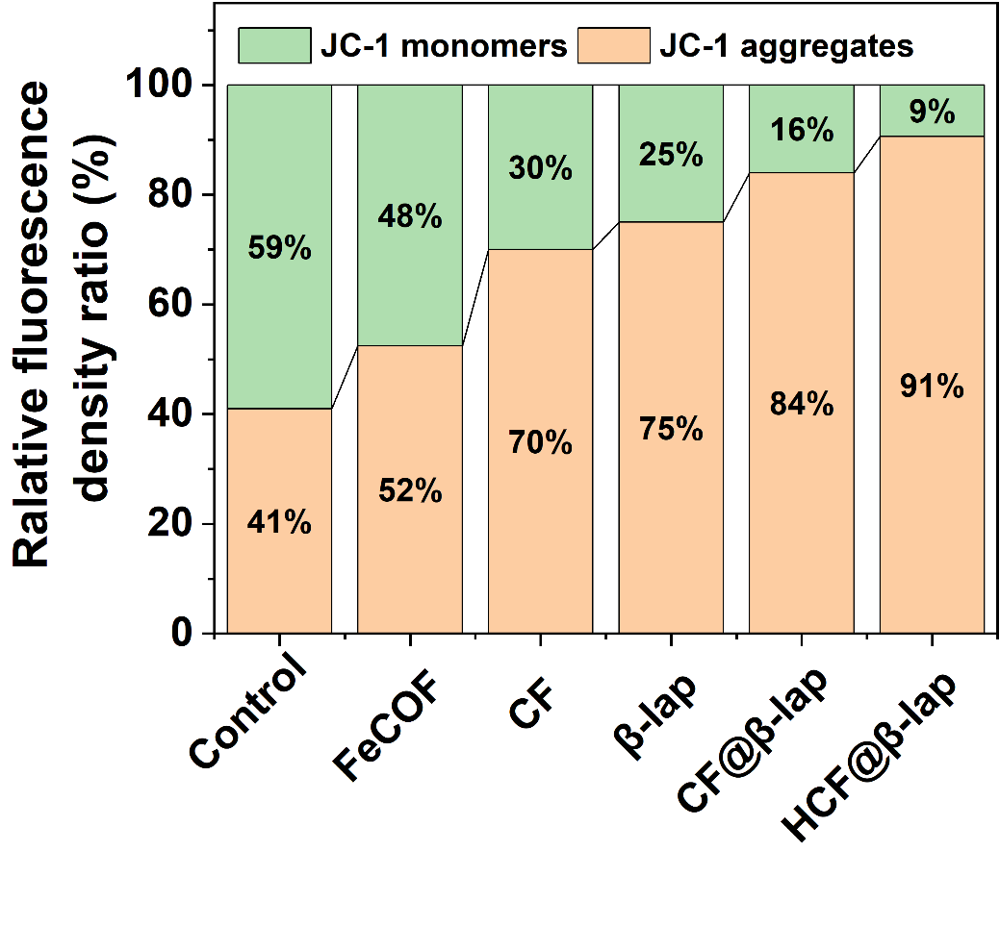 JC-1 monomers JC-1 aggregates
Ralative fluorescence
density ratio (%)
100
80
60
40
20
0
59%
48%
30%
25%
16%
9%
41%
52%
70%
75%
84%
91%
Control
FeCOF
CF
β-lap
CF@β-lap
HCF@β-lap